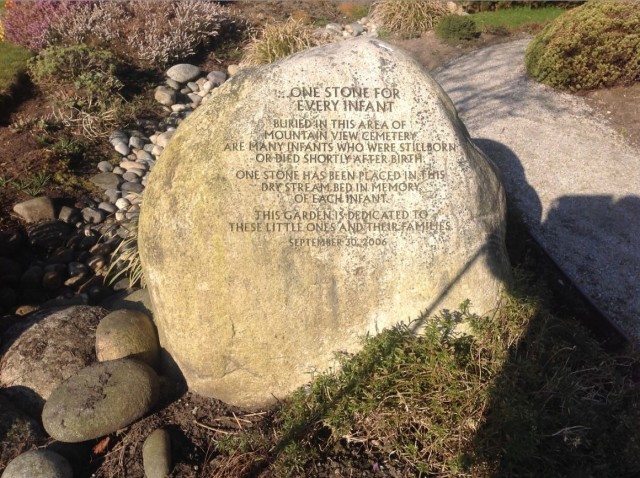 ...ONE STONE FOR
EVERY INFANT
BURIED IN THIS AREA OF
MOUNTAIN VIEW CEMETERY
ARE MANY INFANTS WHO WERE STILLBORN
OR DIED SHORTLY AFTER BIRTH.
ONE STONE HAS BEEN PLACED IN THIS
DRY STREAM BED IN MEMORY
OF EACH INFANT.
THIS GARDEN IS DEDICATED TO
THESE LITTLE ONES AND THEIR FAMILIES.
SEPTEMBER 30, 2006